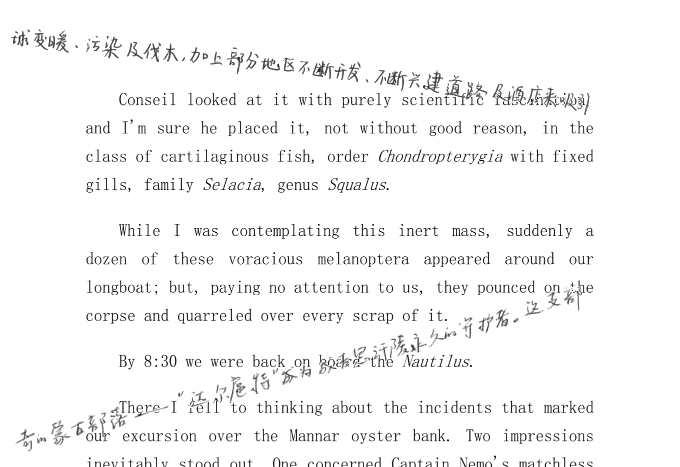 球变暖、污染及伐木,加上部分地区不断开发、不断兴建道路及酒店来吸引
Conseil looked at it with purely scientific fascination,
and I'm sure he placed it, not without good reason, in the
class of cartilaginous fish, order Chondropterygia with fixed
gills, family Selacia, genus Squalus.
While I was contemplating this inert mass, suddenly a
dozen of these voracious melanoptera appeared around our
longboat; but, paying no attention to us, they pounced on the
corpse and quarreled over every scrap of it.
By 8:30 we were back on board the Nautilus.
There I fell to thinking about the incidents that marked
our excursion over the Mannar oyster bank. Two impressions
inevitably stood out. One concerned Captain Nemo's matchless
奇的蒙古部落——“达尔扈特”成为成吉思汗陵永久的守护者。这支部